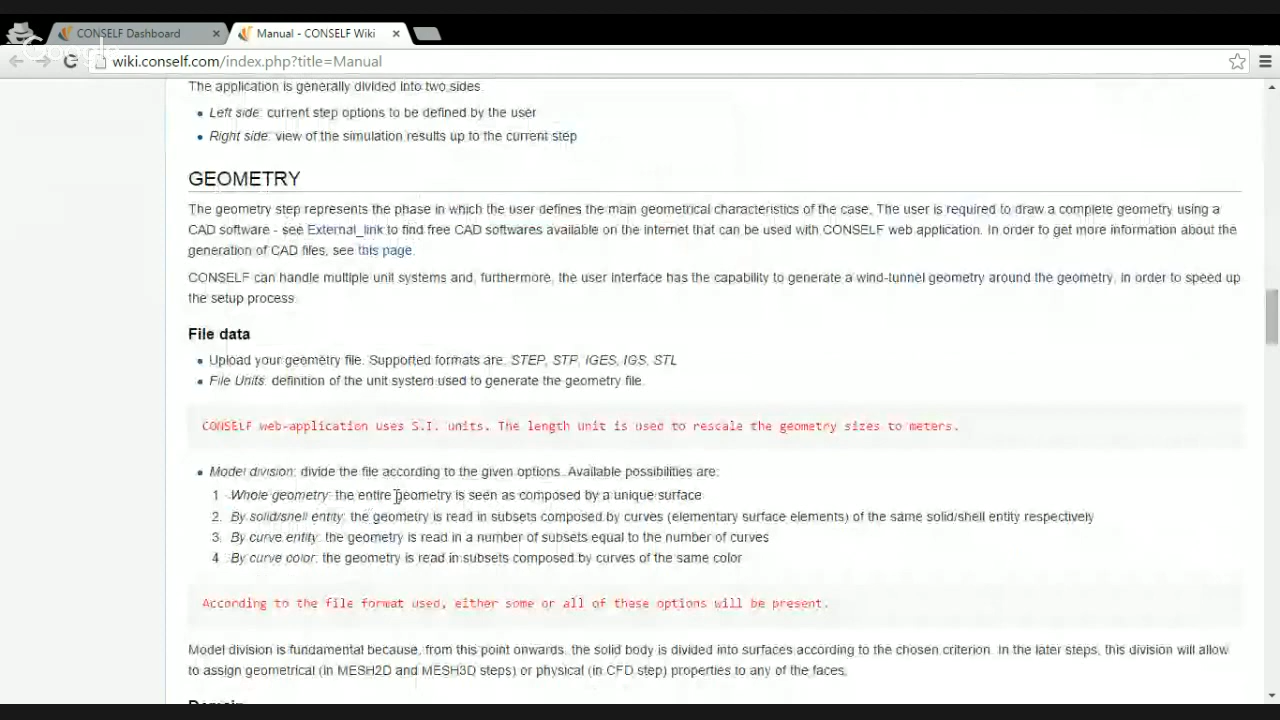 CONSELF Dashboard
Manual - CONSELF Wiki
Google
wiki.conself.com/index.php?title=Manual
The application is generally divided into two sides.
Left side: current step options to be defined by the user
Right side: view of the simulation results up to the current step
GEOMETRY
The geometry step represents the phase in which the user defines the main geometrical characteristics of the case. The user is required to draw a complete geometry using a
CAD software - see External_link to find free CAD softwares available on the internet that can be used with CONSELF web application. In order to get more information about the
generation of CAD files, see this page.
CONSELF can handle multiple unit systems and, furthermore, the user interface has the capability to generate a wind-tunnel geometry around the geometry, in order to speed up
the setup process.
File data
Upload your geometry file. Supported formats are: STEP, STP, IGES, IGS, STL
File Units: definition of the unit system used to generate the geometry file.
CONSELF web-application uses S.I. units. The length unit is used to rescale the geometry sizes to meters.
Model division: divide the file according to the given options. Available possibilities are:
1. Whole geometry: the entire geometry is seen as composed by a unique surface
2. By solid/shell entity: the geometry is read in subsets composed by curves (elementary surface elements) of the same solid/shell entity respectively
3. By curve entity: the geometry is read in a number of subsets equal to the number of curves
4. By curve color: the geometry is read in subsets composed by curves of the same color
According to the file format used, either some or all of these options will be present.
Model division is fundamental because, from this point onwards, the solid body is divided into surfaces according to the chosen criterion. In the later steps, this division will allow
to assign geometrical (in MESH2D and MESH3D steps) or physical (in CFD step) properties to any of the faces.
Domain